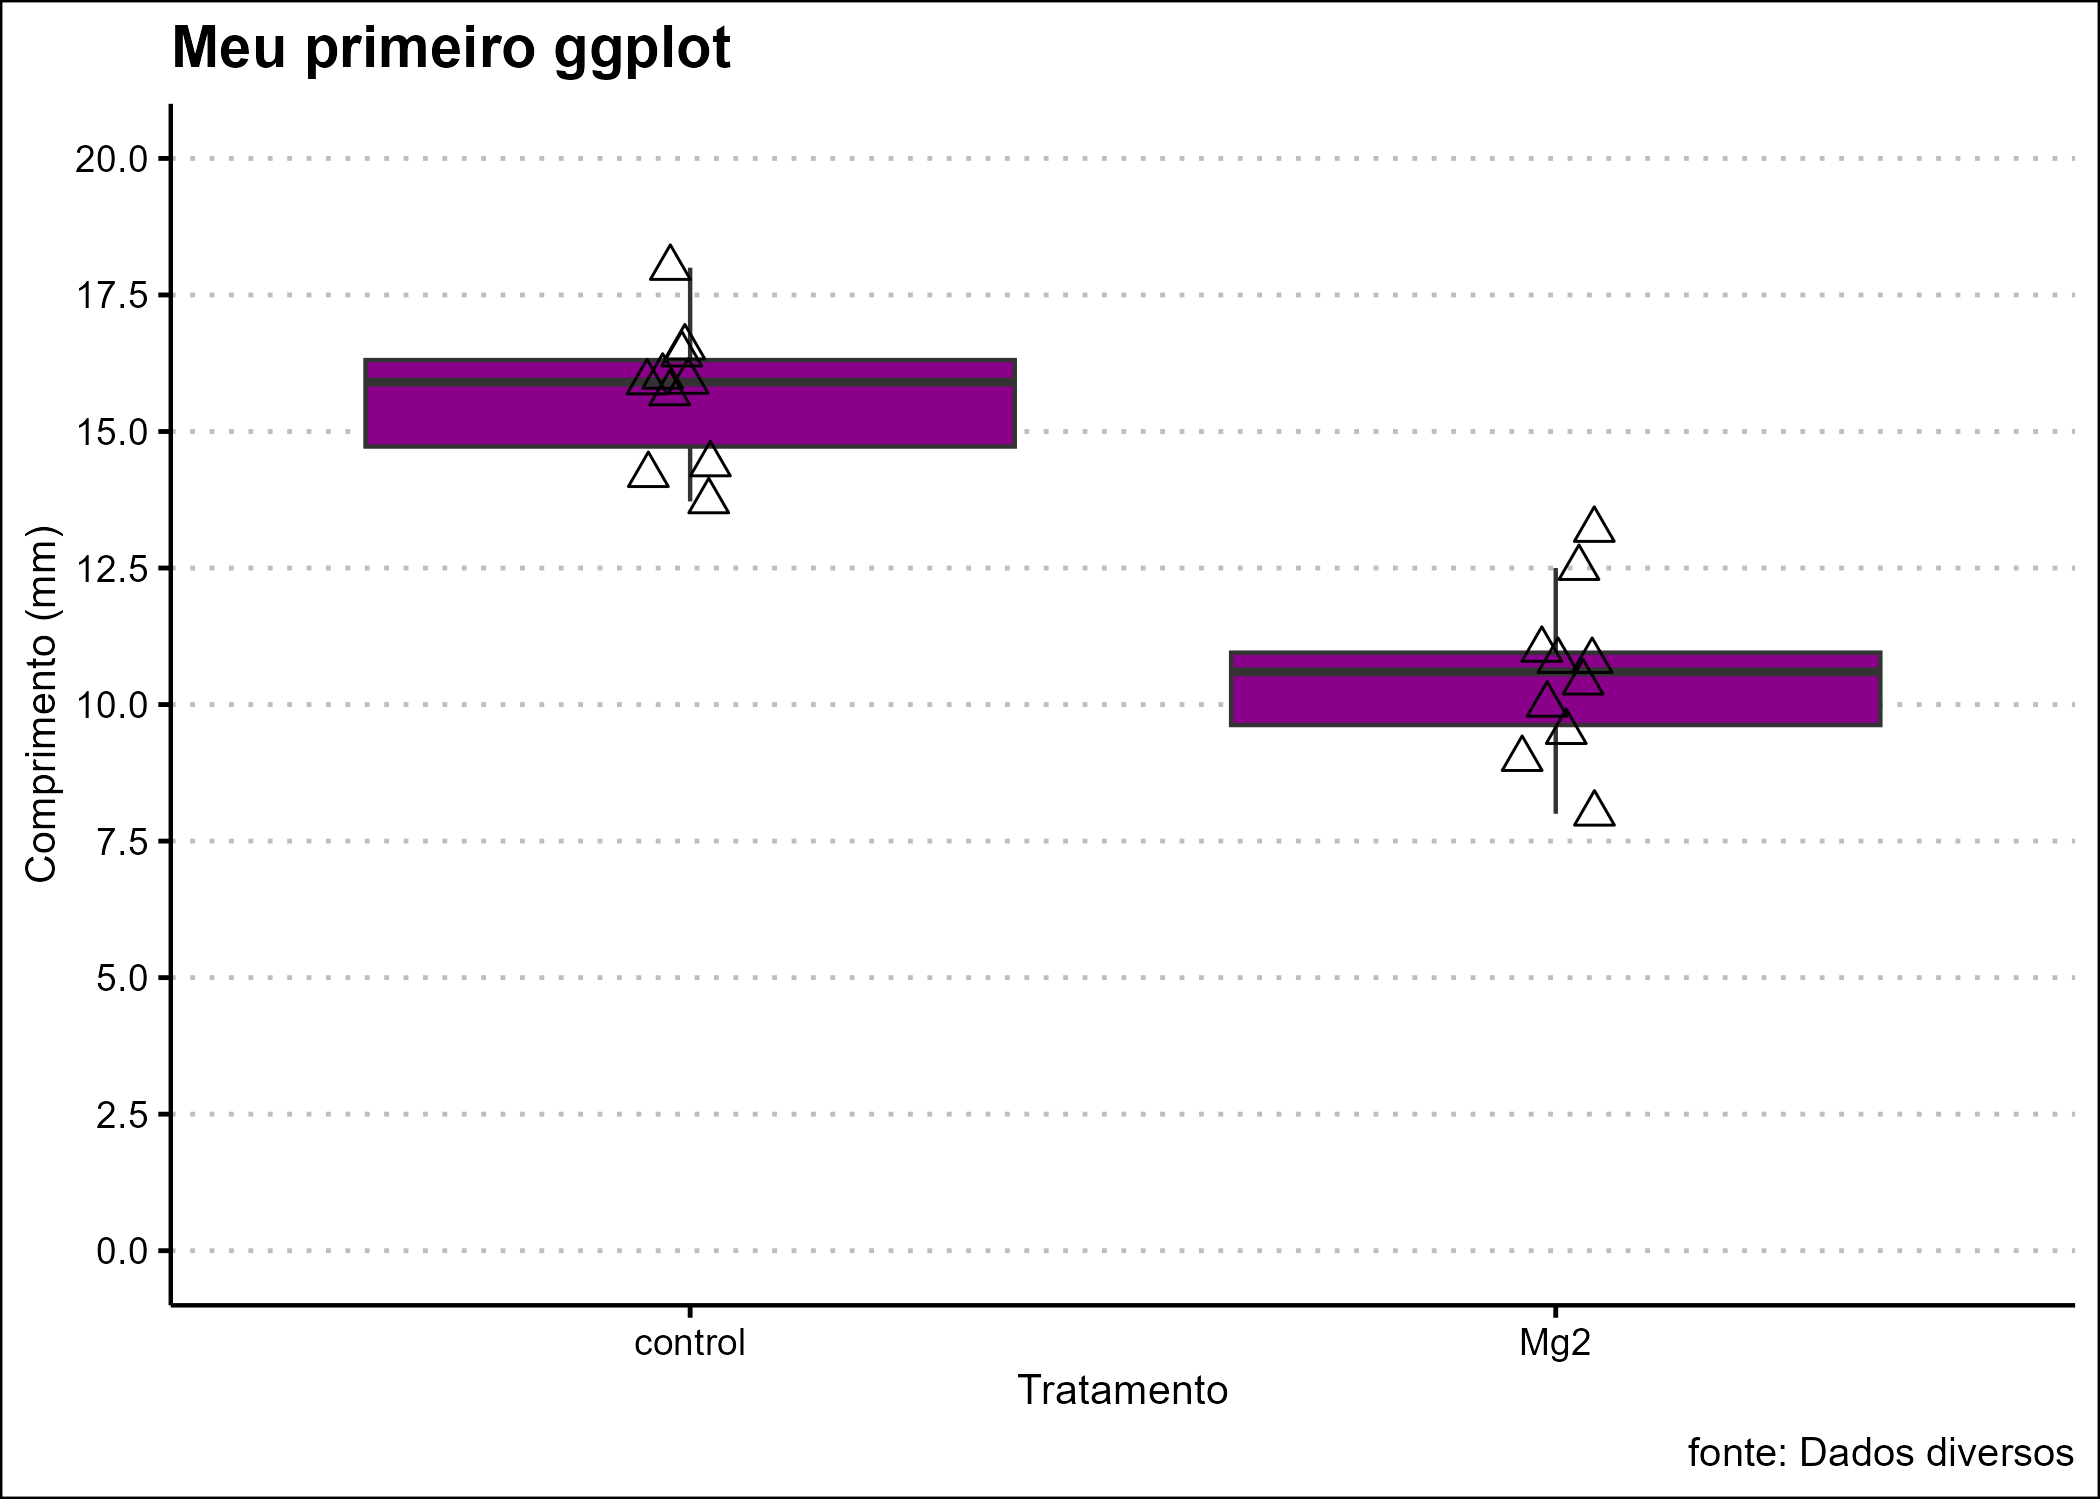 Meu primeiro ggplot
Comprimento (mm)
20.0
17.5
15.0
12.5
10.0
7.5
5.0
2.5
0.0
control
Mg2
Tratamento
fonte: Dados diversos